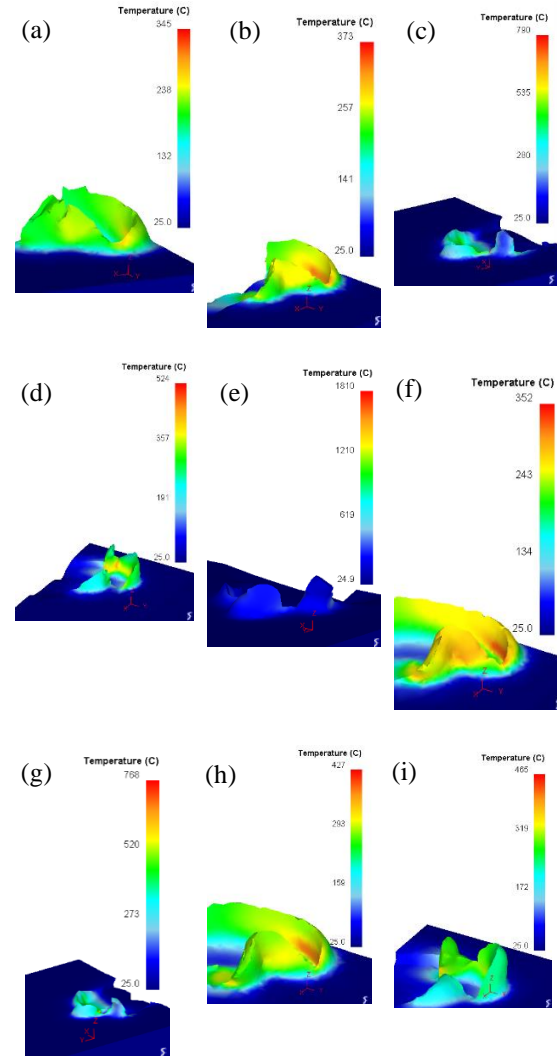 (a)
Temperature (C)
345
238
132
25.0
X Y
(b)
Temperature (C)
373
257
141
25.0
Z
X Y
(c)
Temperature (C)
790
535
280
25.0
(d)
Temperature (C)
524
357
191
25.0
(e)
Temperature (C)
1810
1210
619
24.9
Z
(f)
Temperature (C)
352
243
134
25.0
Z
X Y
(g)
Temperature (C)
768
520
273
25.0
Z
X
Y
(h)
Temperature (C)
427
293
159
25.0
Z
X Y
(i)
Temperature (C)
465
319
172
25.0
Z